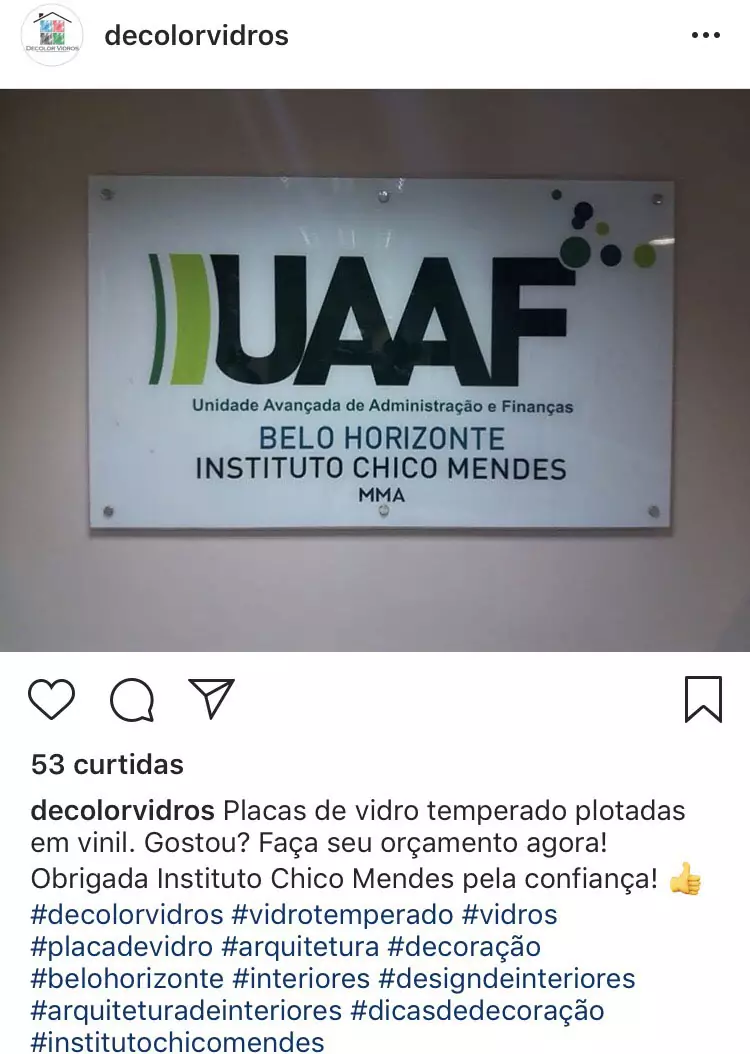 DECOLOR VIDROS
decolorvidros
UAAF
Unidade Avançada de Administração e Finanças
BELO HORIZONTE
INSTITUTO CHICO MENDES
MMA
53 curtidas
decolorvidros Placas de vidro temperado plotadas
em vinil. Gostou? Faça seu orçamento agora!
Obrigada Instituto Chico Mendes pela confiança! 👍
#decolorvidros #vidrotemperado #vidros
#placadevidro #arquitetura #decoração
#belohorizonte #interiores #designdeinteriores
#arquiteturadeinteriores #dicasdedecoração
#institutochicomendes